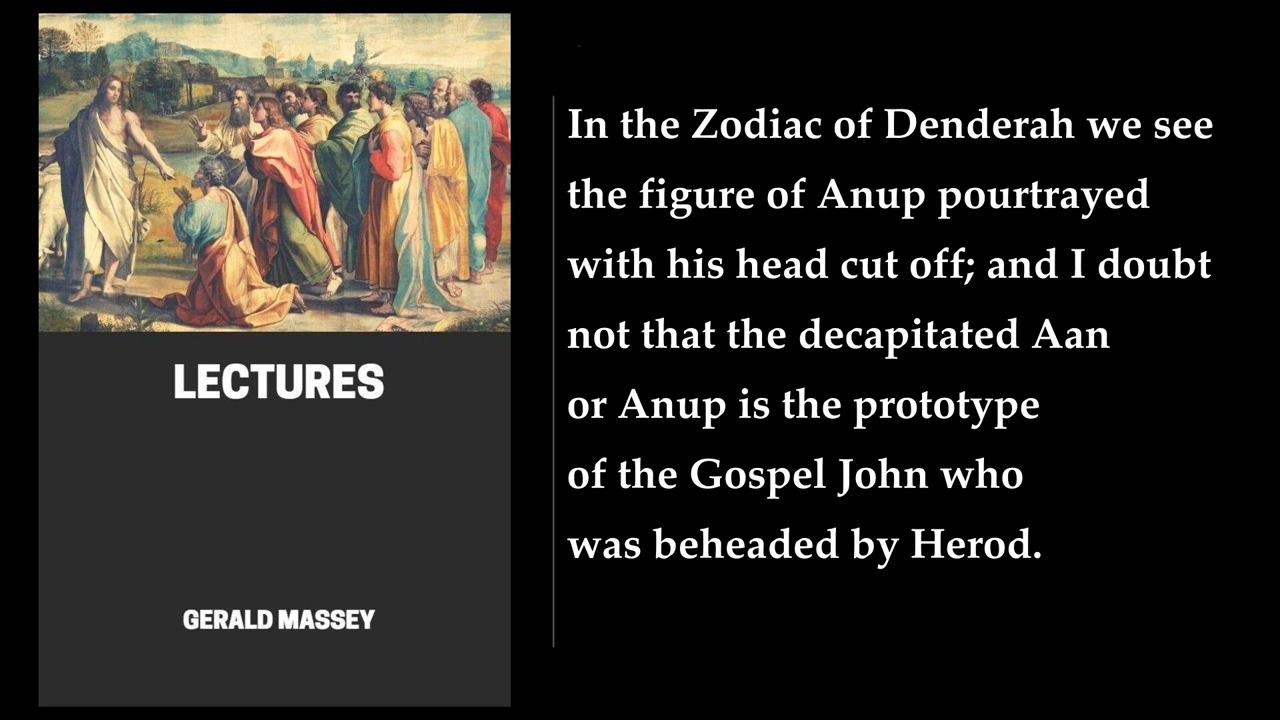 LECTURES
GERALD MASSEY
In the Zodiac of Denderah we see
the figure of Anup pourtrayed
with his head cut off; and I doubt
not that the decapitated Aan
or Anup is the prototype
of the Gospel John who
was beheaded by Herod.